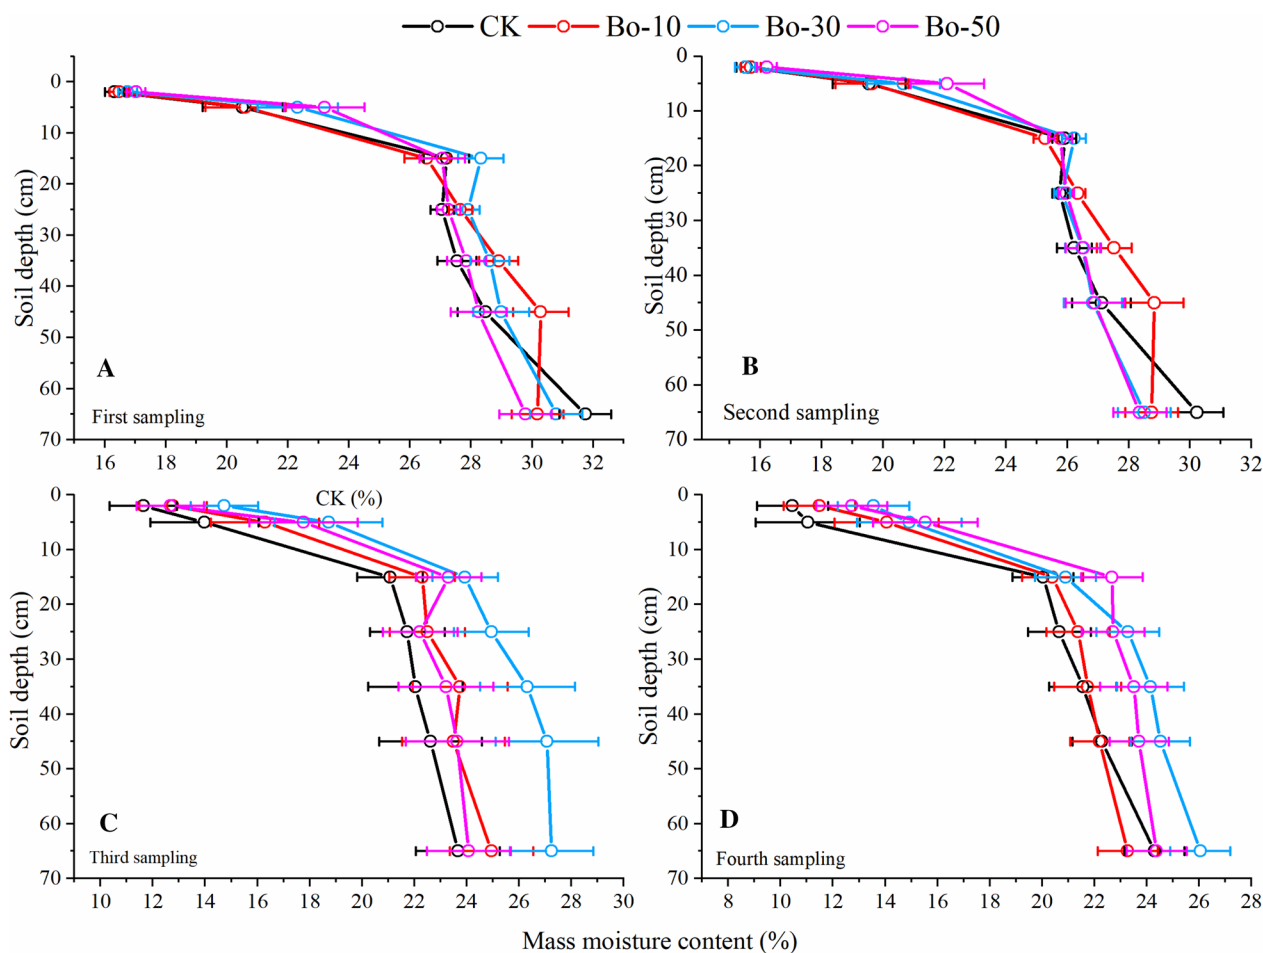 CK Bo-10 Bo-30 Bo-50
0
10
20
30
40
50
60
70
Soil depth (cm)
A
First sampling
16 18 20 22 24 26 28 30 32
0
10
20
30
40
50
60
70
Soil depth (cm)
B
Second sampling
16 18 20 22 24 26 28 30 32
0
10
20
30
40
50
60
70
Soil depth (cm)
CK (%)
C
Third sampling
10 12 14 16 18 20 22 24 26 28 30
0
10
20
30
40
50
60
70
Soil depth (cm)
D
Fourth sampling
8 10 12 14 16 18 20 22 24 26 28
Mass moisture content (%)